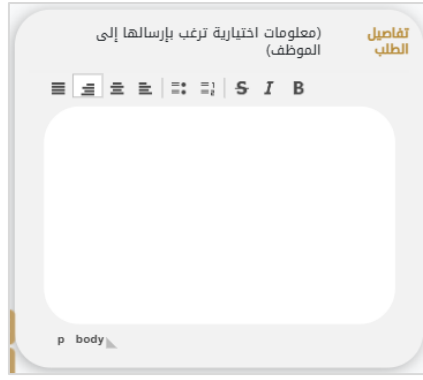 تفاصيل الطلب
(معلومات اختيارية ترغب بإرسالها إلى
الموظف)
B I S
body p